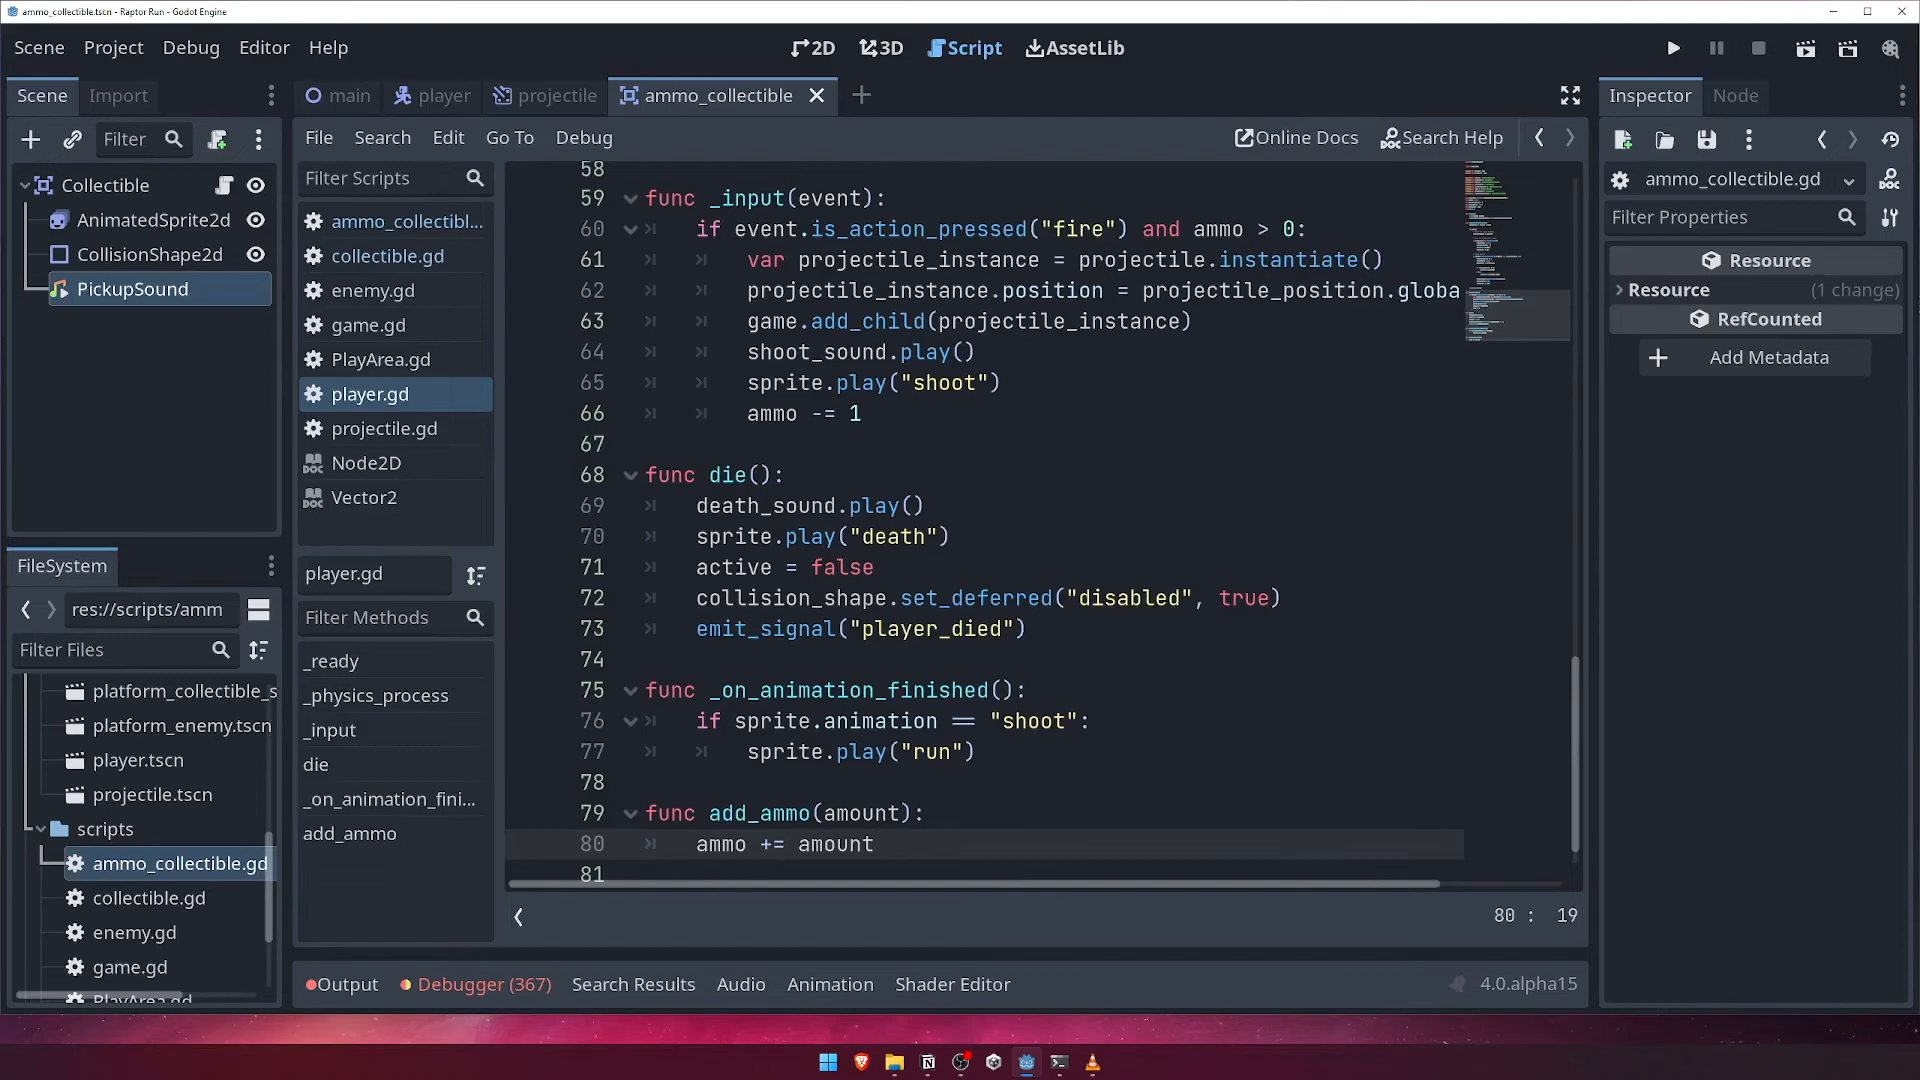 ammo_collectible.tscn - Raptor Run - Godot Engine
Scene Project Debug Editor Help
2D 3D Script AssetLib
Scene Import
main player projectile ammo_collectible
Inspector Node
Filter
File Search Edit Go To Debug
Online Docs Search Help
Collectible
AnimatedSprite2d
CollisionShape2d
PickupSound
Filter Scripts
ammo_collectibl...
collectible.gd
enemy.gd
game.gd
PlayArea.gd
player.gd
projectile.gd
Node2D
Vector2
player.gd
Filter Methods
_ready
_physics_process
_input
die
_on_animation_fini...
add_ammo
58
59 func _input(event):
60 if event.is_action_pressed("fire") and ammo > 0:
61 var projectile_instance = projectile.instantiate()
62 projectile_instance.position = projectile_position.globa
63 game.add_child(projectile_instance)
64 shoot_sound.play()
65 sprite.play("shoot")
66 ammo -= 1
67
68 func die():
69 death_sound.play()
70 sprite.play("death")
71 active = false
72 collision_shape.set_deferred("disabled", true)
73 emit_signal("player_died")
74
75 func _on_animation_finished():
76 if sprite.animation == "shoot":
77 sprite.play("run")
78
79 func add_ammo(amount):
80 ammo += amount
81
80 : 19
ammo_collectible.gd
Filter Properties
Resource
Resource (1 change)
RefCounted
Add Metadata
FileSystem
res://scripts/amm
Filter Files
platform_collectible_s
platform_enemy.tscn
player.tscn
projectile.tscn
scripts
ammo_collectible.gd
collectible.gd
enemy.gd
game.gd
PlayArea.gd
Output Debugger (367) Search Results Audio Animation Shader Editor
4.0.alpha15